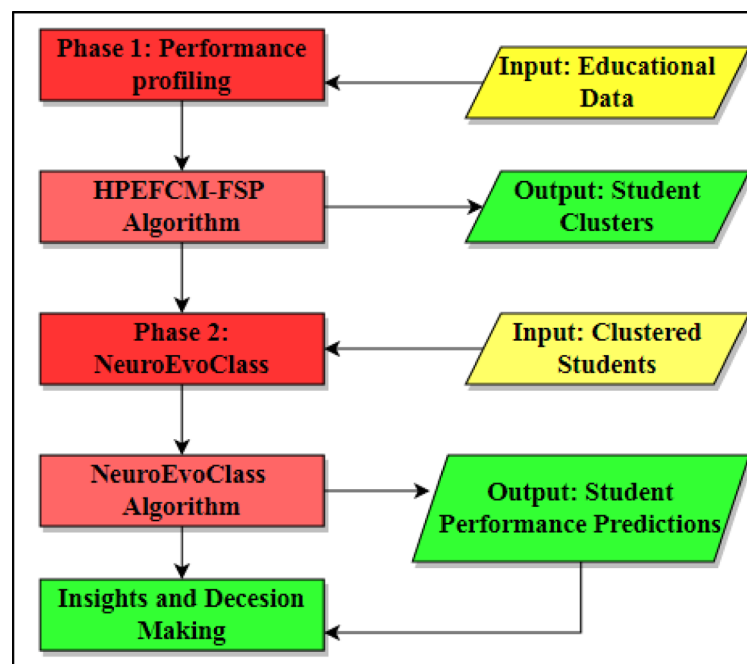 Phase 1: Performance
profiling
Input: Educational
Data
HPEFCM-FSP
Algorithm
Output: Student
Clusters
Phase 2:
NeuroEvoClass
Input: Clustered
Students
NeuroEvoClass
Algorithm
Output: Student
Performance Predictions
Insights and Decesion
Making